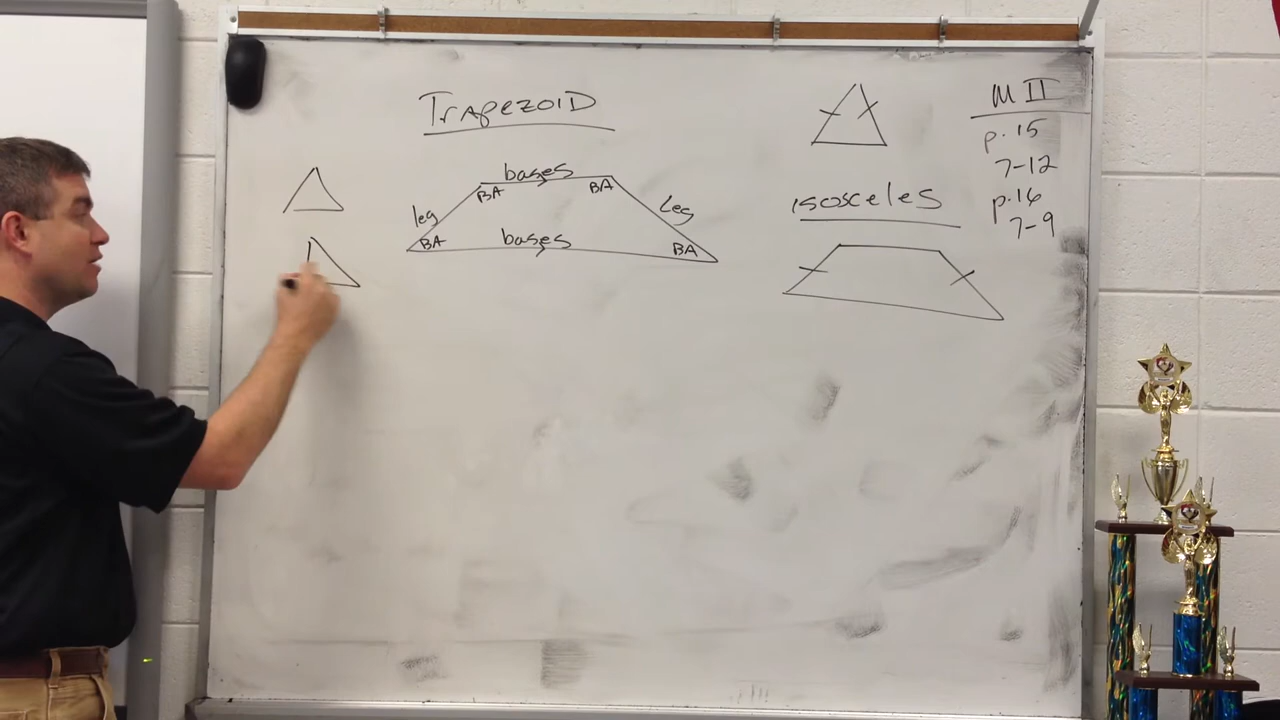 TRAPEZOID
bases
BA BA
leg Leg
BA bases BA
isosceles
M II
p. 15
7-12
p. 16
7-9